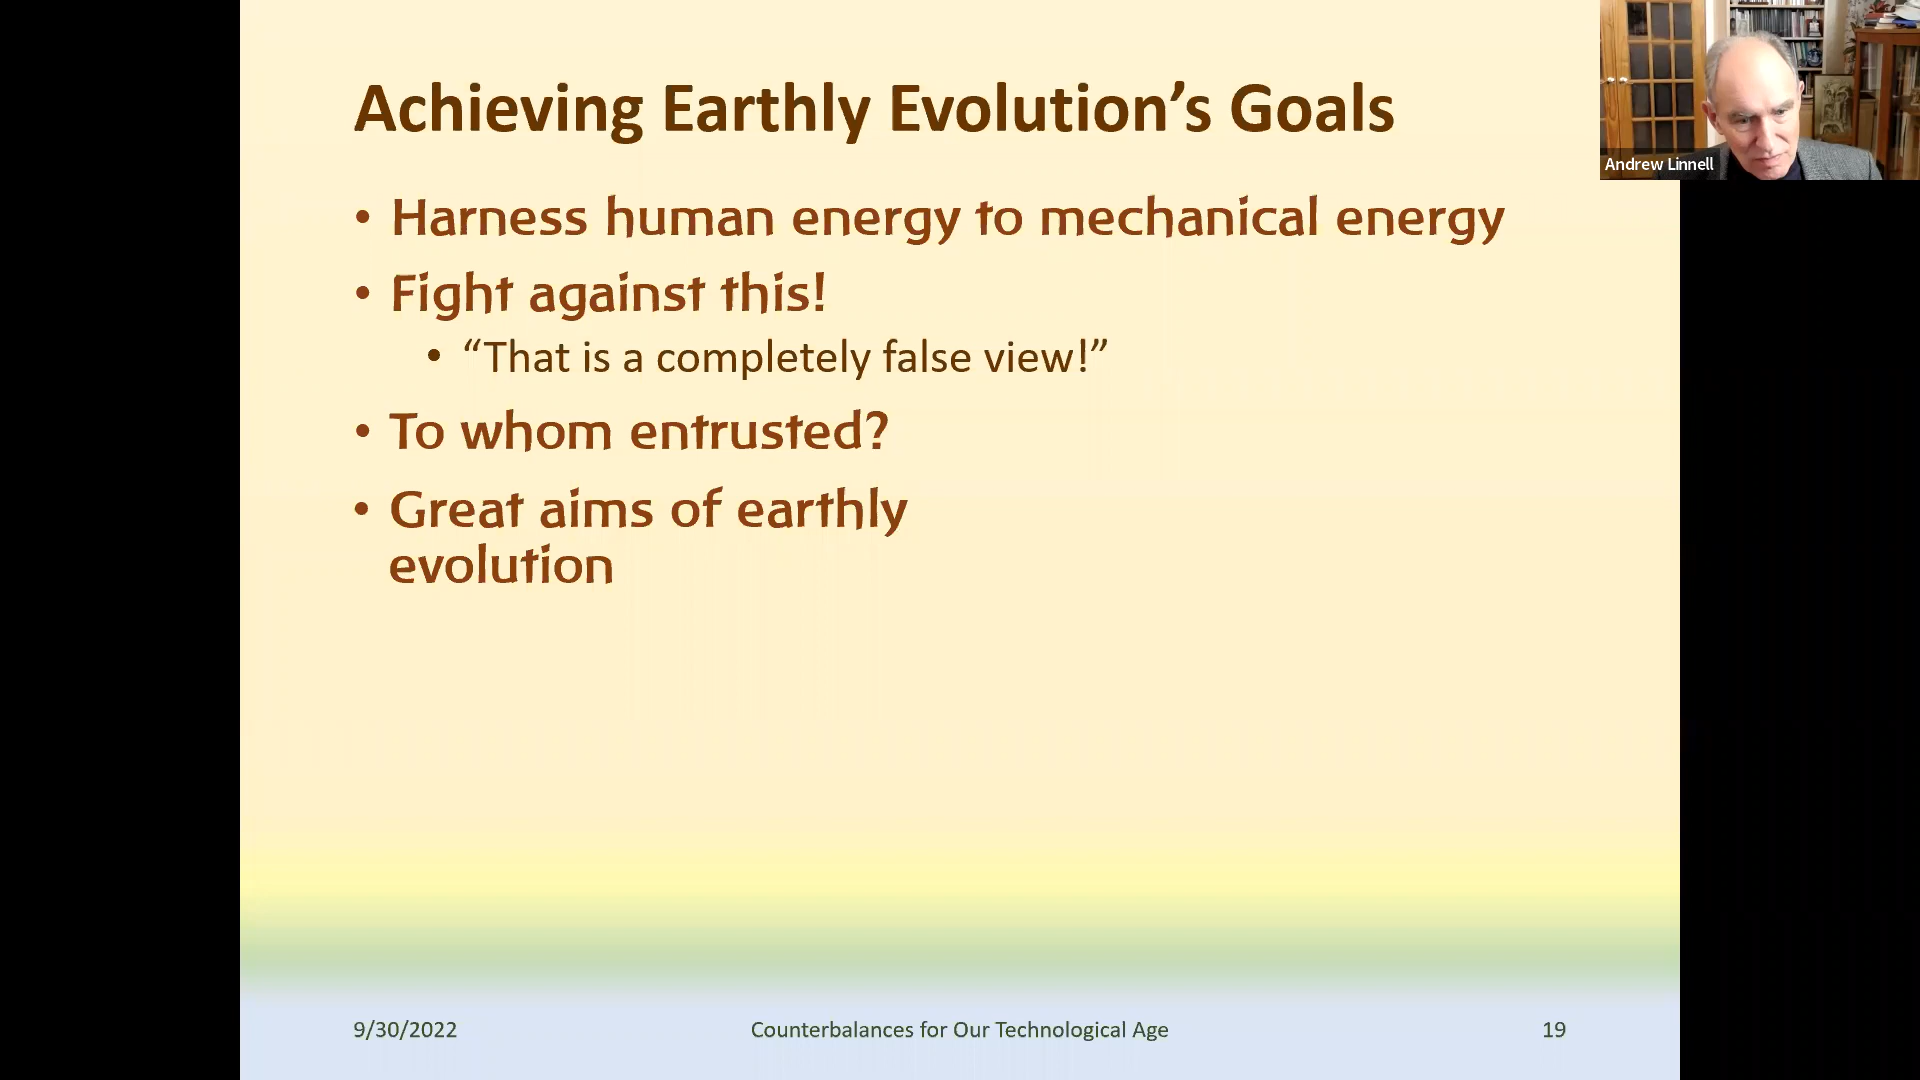 Achieving Earthly Evolution’s Goals
Andrew Linnell
• Harness human energy to mechanical energy
• Fight against this!
• “That is a completely false view!”
• To whom entrusted?
• Great aims of earthly
evolution
9/30/2022
Counterbalances for Our Technological Age
19